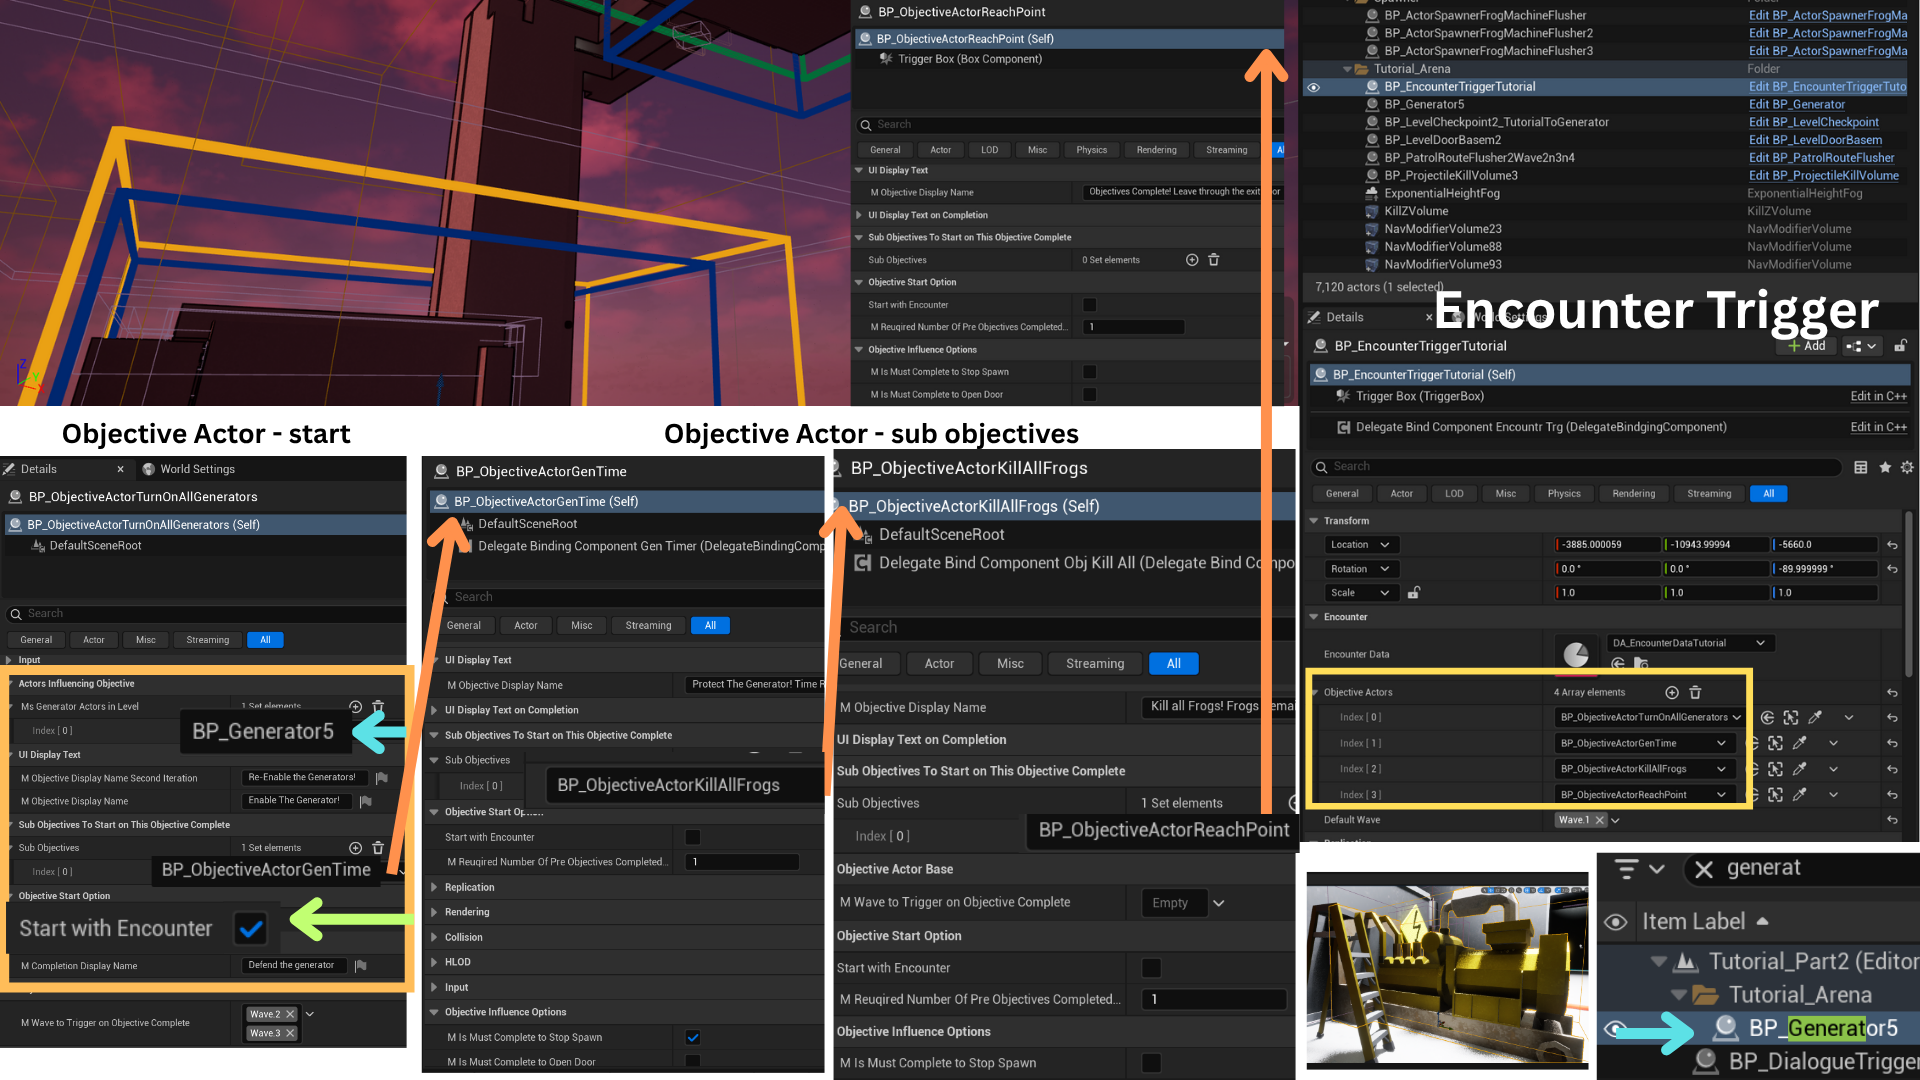 BP_ObjectiveActorReachPoint
BP_ObjectiveActorReachPoint (Self)
Trigger Box (Box Component)
Search
General Actor LOD Misc Physics Rendering Streaming
UI Display Text
M Objective Display Name Objectives Complete! Leave through the exit
UI Display Text on Completion
Sub Objectives To Start on This Objective Complete
Sub Objectives 0 Set elements
Objective Start Option
Start with Encounter
M Reuqired Number Of Pre Objectives Completed... 1
Objective Influence Options
M Is Must Complete to Stop Spawn
M Is Must Complete to Open Door
Folder
BP_ActorSpawnerFrogMachineFlusher Edit BP_ActorSpawnerFrogMa
BP_ActorSpawnerFrogMachineFlusher2 Edit BP_ActorSpawnerFrogMa
BP_ActorSpawnerFrogMachineFlusher3 Edit BP_ActorSpawnerFrogMa
Tutorial_Arena Folder
BP_EncounterTriggerTutorial Edit BP_EncounterTriggerTuto
BP_Generator5 Edit BP_Generator
BP_LevelCheckpoint2_TutorialToGenerator Edit BP_LevelCheckpoint
BP_LevelDoorBasem2 Edit BP_LevelDoorBasem
BP_PatrolRouteFlusher2Wave2n3n4 Edit BP_PatrolRouteFlusher
BP_ProjectileKillVolume3 Edit BP_ProjectileKillVolume
ExponentialHeightFog ExponentialHeightFog
KillZVolume KillZVolume
NavModifierVolume23 NavModifierVolume
NavModifierVolume88 NavModifierVolume
NavModifierVolume93 NavModifierVolume
7,120 actors (1 selected)
Encounter Trigger
Details World Settings
BP_EncounterTriggerTutorial Add
BP_EncounterTriggerTutorial (Self)
Trigger Box (TriggerBox) Edit in C++
Delegate Bind Component Encountr Trg (DelegateBindgingComponent) Edit in C++
Search
General Actor LOD Misc Physics Rendering Streaming All
Transform
Location -3885.000059 -10943.99994 -5660.0
Rotation 0.0 ° 0.0 ° -89.999999 °
Scale 1.0 1.0 1.0
Encounter
Encounter Data DA_EncounterDataTutorial
Objective Actors 4 Array elements
Index [ 0 ] BP_ObjectiveActorTurnOnAllGenerators
Index [ 1 ] BP_ObjectiveActorGenTime
Index [ 2 ] BP_ObjectiveActorKillAllFrogs
Index [ 3 ] BP_ObjectiveActorReachPoint
Default Wave Wave.1
Objective Actor - start
Details World Settings
BP_ObjectiveActorTurnOnAllGenerators
BP_ObjectiveActorTurnOnAllGenerators (Self)
DefaultSceneRoot
Search
General Actor Misc Streaming All
Input
Actors Influencing Objective
Ms Generator Actors in Level 1 Set elements
Index [ 0 ] BP_Generator5
UI Display Text
M Objective Display Name Second Iteration Re-Enable the Generators!
M Objective Display Name Enable The Generator!
Sub Objectives To Start on This Objective Complete
Sub Objectives 1 Set elements
Index [ 0 ] BP_ObjectiveActorGenTime
Objective Start Option
Start with Encounter
M Completion Display Name Defend the generator
M Wave to Trigger on Objective Complete Wave.2
Wave.3
Objective Actor - sub objectives
BP_ObjectiveActorGenTime
BP_ObjectiveActorGenTime (Self)
DefaultSceneRoot
Delegate Binding Component Gen Timer (DelegateBindingComp
Search
General Actor Misc Streaming All
UI Display Text
M Objective Display Name Protect The Generator! Time R
UI Display Text on Completion
Sub Objectives To Start on This Objective Complete
Sub Objectives
Index [ 0 ] BP_ObjectiveActorKillAllFrogs
Objective Start
Start with Encounter
M Reuqired Number Of Pre Objectives Completed... 1
Replication
Rendering
Collision
HLOD
Input
Objective Influence Options
M Is Must Complete to Stop Spawn
M Is Must Complete to Open Door
BP_ObjectiveActorKillAllFrogs
BP_ObjectiveActorKillAllFrogs (Self)
DefaultSceneRoot
Delegate Bind Component Obj Kill All (Delegate Bind Compo
Search
General Actor Misc Streaming All
M Objective Display Name Kill all Frogs! Frogs
UI Display Text on Completion
Sub Objectives To Start on This Objective Complete
Sub Objectives 1 Set elements
Index [ 0 ] BP_ObjectiveActorReachPoint
Objective Actor Base
M Wave to Trigger on Objective Complete Empty
Objective Start Option
Start with Encounter
M Reuqired Number Of Pre Objectives Completed... 1
Objective Influence Options
M Is Must Complete to Stop Spawn
generat
Item Label
Tutorial_Part2 (Editor
Tutorial_Arena
BP_Generator5
BP_DialogueTrigger